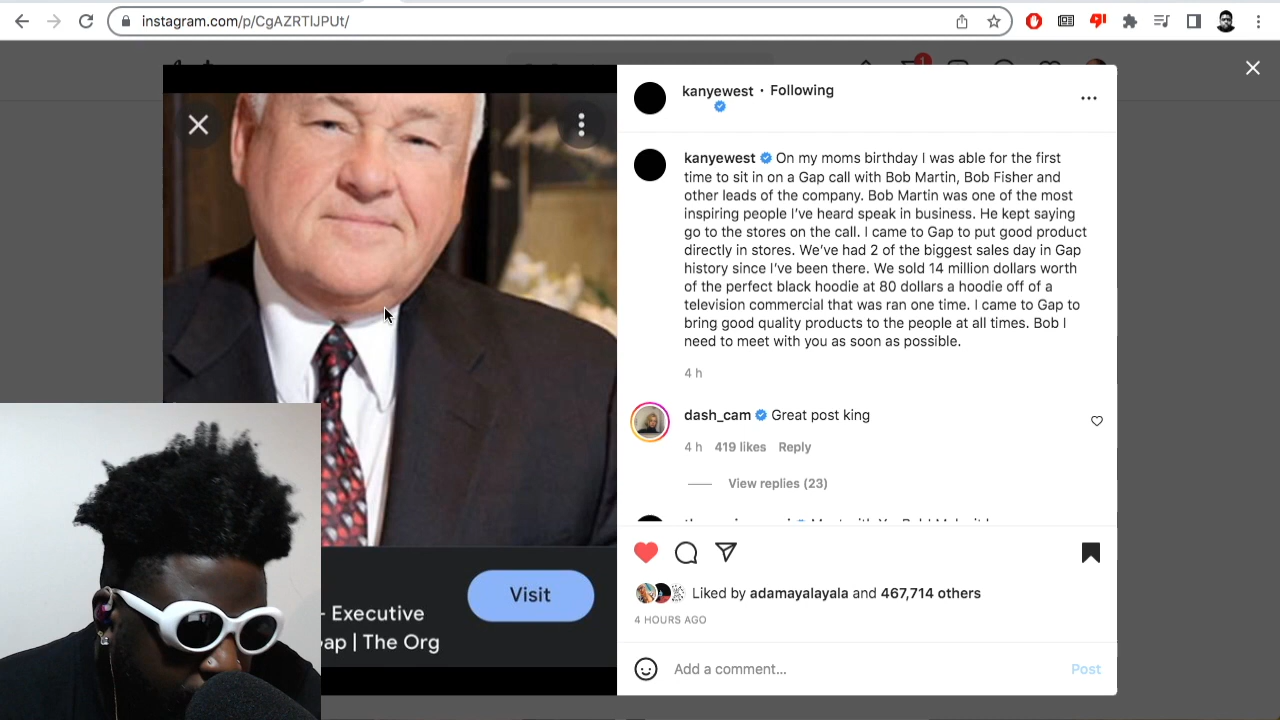 instagram.com/p/CgAZRTlJPUt/
1
kanyewest • Following
kanyewest On my moms birthday I was able for the first
time to sit in on a Gap call with Bob Martin, Bob Fisher and
other leads of the company. Bob Martin was one of the most
inspiring people I've heard speak in business. He kept saying
go to the stores on the call. I came to Gap to put good product
directly in stores. We've had 2 of the biggest sales day in Gap
history since I've been there. We sold 14 million dollars worth
of the perfect black hoodie at 80 dollars a hoodie off of a
television commercial that was ran one time. I came to Gap to
bring good quality products to the people at all times. Bob I
need to meet with you as soon as possible.
4 h
dash_cam Great post king
4 h 419 likes Reply
View replies (23)
Visit
- Executive
ap | The Org
Liked by adamayalayala and 467,714 others
4 HOURS AGO
Add a comment...
Post